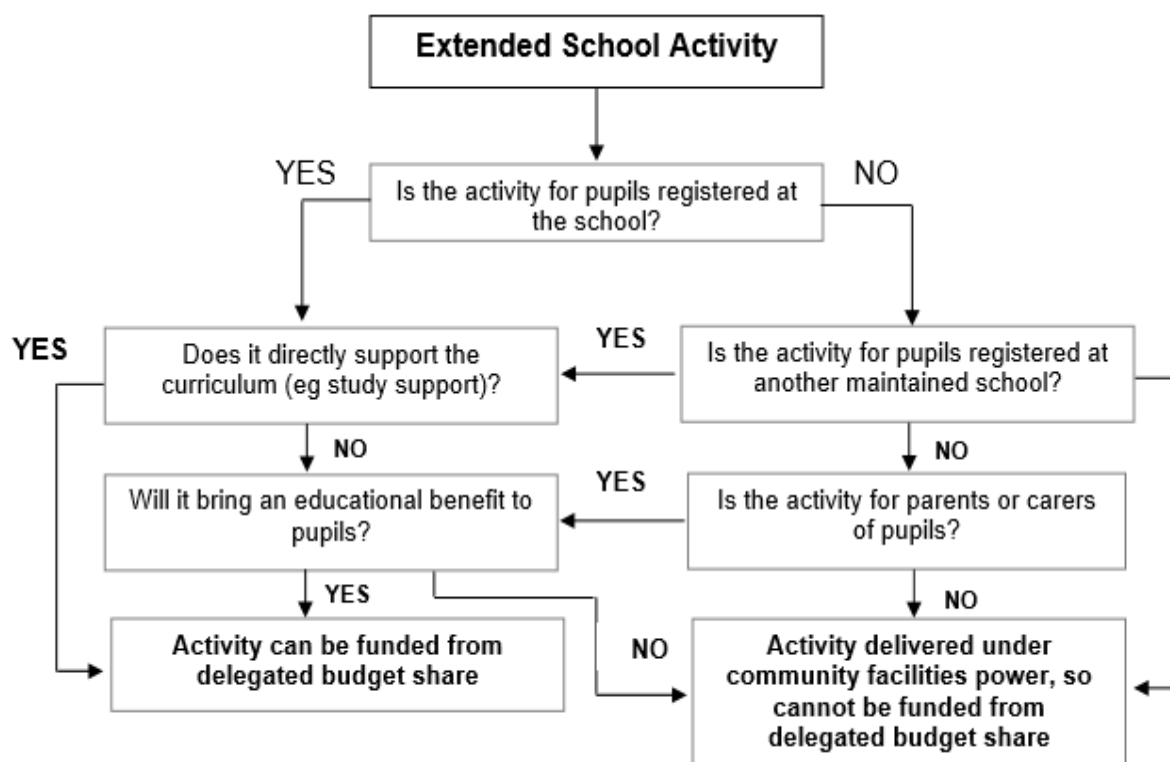 Extended School Activity
YES
NO
Is the activity for pupils registered at
the school?
YES
Does it directly support the
curriculum (eg study support)?
YES
Is the activity for pupils registered at
another maintained school?
NO
NO
Will it bring an educational benefit to
pupils?
YES
Is the activity for parents or carers
of pupils?
YES
NO
Activity can be funded from
delegated budget share
NO
Activity delivered under
community facilities power, so
cannot be funded from
delegated budget share